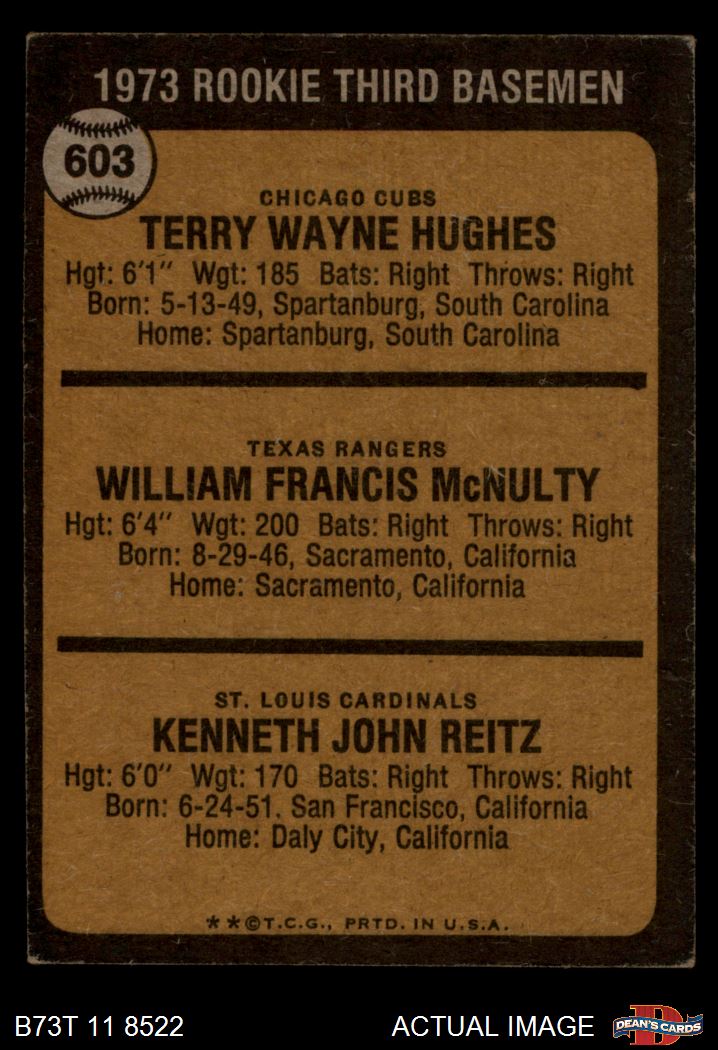 1973 ROOKIE THIRD BASEMEN
603
CHICAGO CUBS
TERRY WAYNE HUGHES
Hgt: 6'1" Wgt: 185 Bats: Right Throws: Right
Born: 5-13-49, Spartanburg, South Carolina
Home: Spartanburg, South Carolina
TEXAS RANGERS
WILLIAM FRANCIS McNULTY
Hgt: 6'4" Wgt: 200 Bats: Right Throws: Right
Born: 8-29-46, Sacramento, California
Home: Sacramento, California
ST. LOUIS CARDINALS
KENNETH JOHN REITZ
Hgt: 6'0" Wgt: 170 Bats: Right Throws: Right
Born: 6-24-51. San Francisco, California
Home: Daly City, California
**©T.C.G., PRTD. IN U.S.A.
B73T 11 8522 ACTUAL IMAGE
D
DEAN'S CARDS